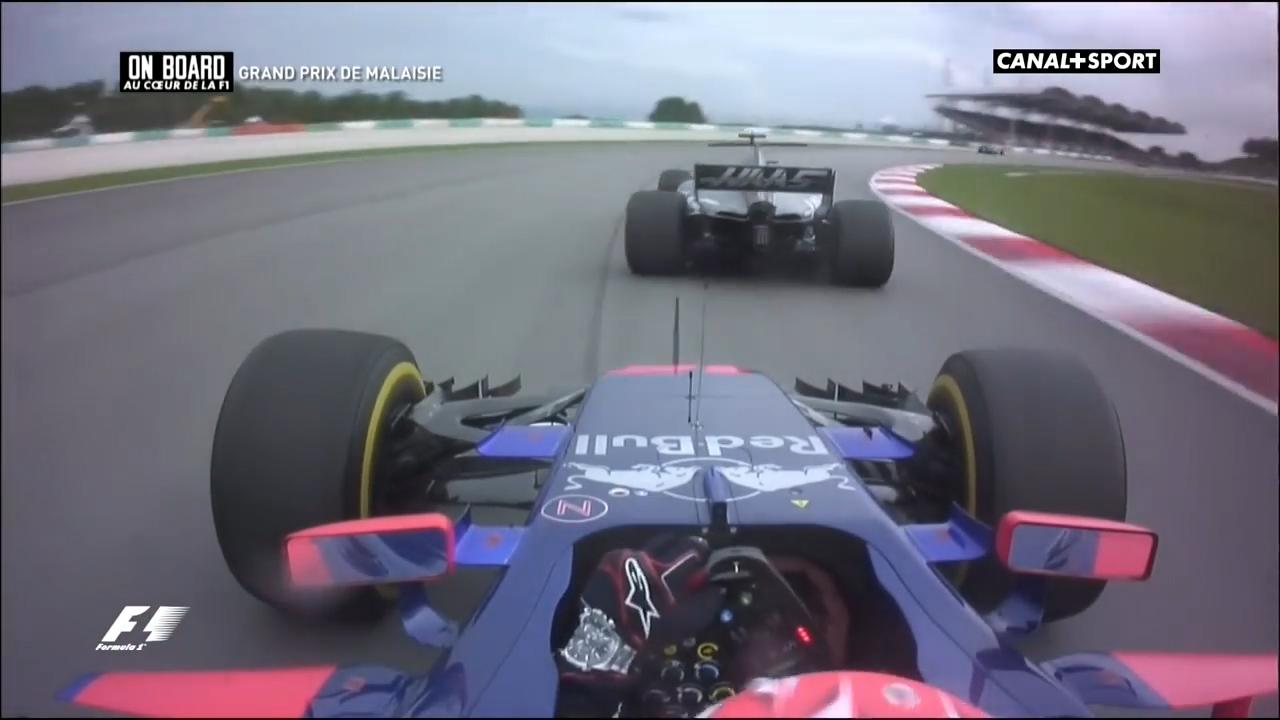 ON BOARD
AU CŒUR DE LA F1
GRAND PRIX DE MALAISIE
CANAL+SPORT
HAAS
Red Bull
F1
Formula 1